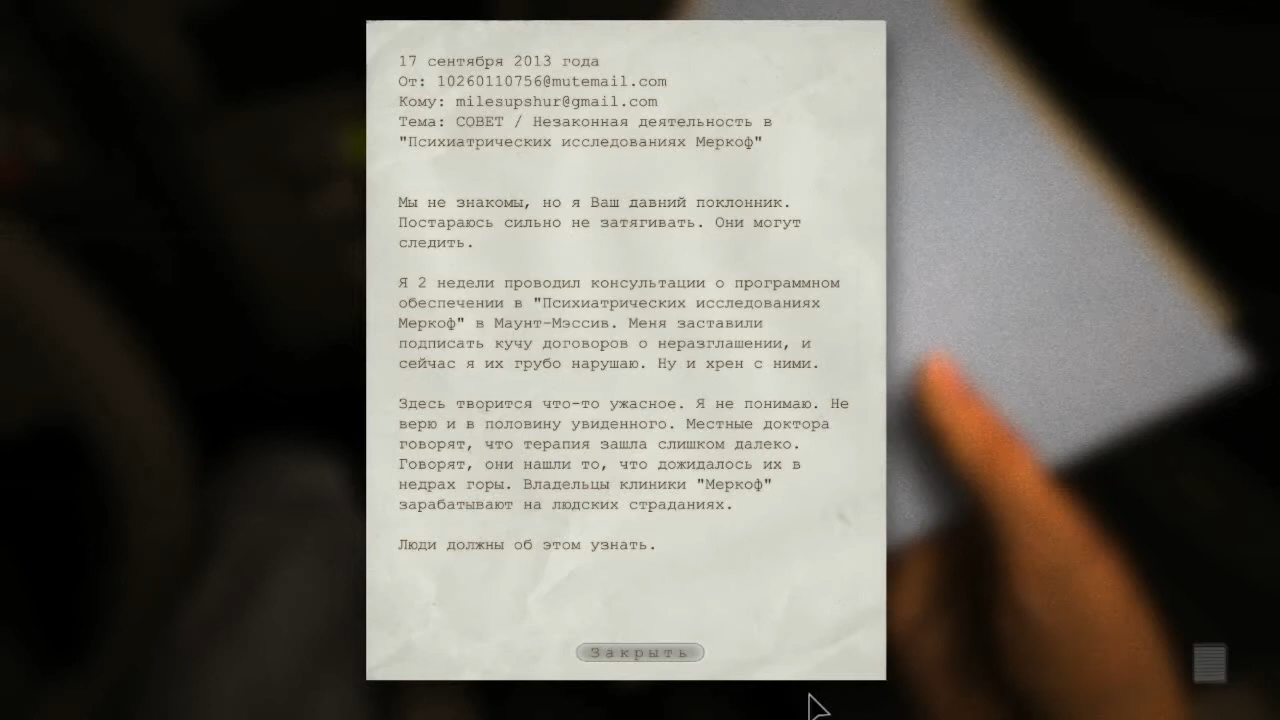 17 сентября 2013 года
От: 10260110756@mutemail.com
Кому: milesupshur@gmail.com
Тема: СОВЕТ / Незаконная деятельность в
"Психиатрических исследованиях Меркоф"
Мы не знакомы, но я Ваш давний поклонник.
Постараюсь сильно не затягивать. Они могут
следить.
Я 2 недели проводил консультации о программном
обеспечении в "Психиатрических исследованиях
Меркоф" в Маунт-Мэссив. Меня заставили
подписать кучу договоров о неразглашении, и
сейчас я их грубо нарушаю. Ну и хрен с ними.
Здесь творится что-то ужасное. Я не понимаю. Не
верю и в половину увиденного. Местные доктора
говорят, что терапия зашла слишком далеко.
Говорят, они нашли то, что дожидалось их в
недрах горы. Владельцы клиники "Меркоф"
зарабатывают на людских страданиях.
Люди должны об этом узнать.
Закрыть